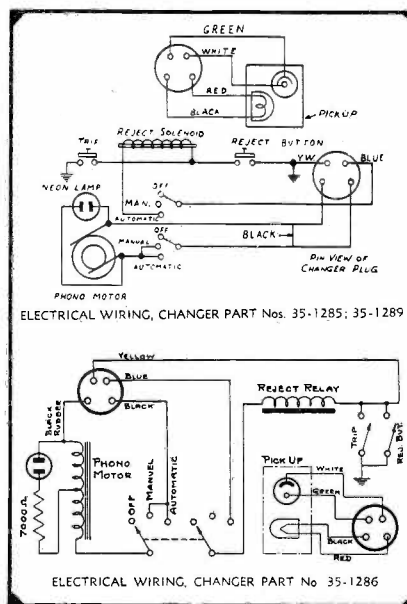 GREEN
WHITE
RED
BLACK
PICKUP
TRIP
REJECT SOLENOID
REJECT BUTTON
YW.
BLUE
NEON LAMP
OFF
MAN.
AUTOMATIC
OFF
MANUAL
AUTOMATIC
BLACK
PIN VIEW OF
CHANGER PLUG
PHONO MOTOR
ELECTRICAL WIRING, CHANGER PART Nos. 35-1285; 35-1289
YELLOW
BLUE
BLACK
BLACK
RUBBER
REJECT RELAY
TRIP
REJ. BUT.
PHONO
MOTOR
7000Ω
OFF
MANUEL
AUTOMATIC
PICK UP
WHITE
GREEN
BLACK
RED
ELECTRICAL WIRING, CHANGER PART No 35-1286